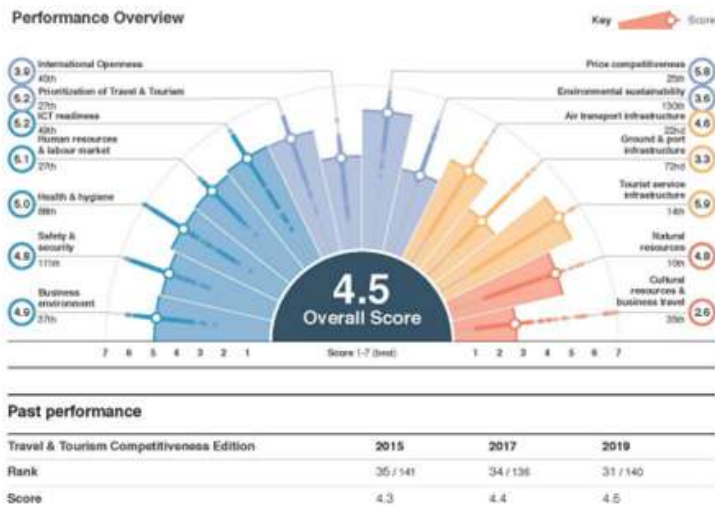 Performance Overview
Key
Score
3.9
International Openness
45th
5.2
Prioritization of Travel & Tourism
27th
5.2
ICT readiness
49th
5.1
Human resources
& labour market
27th
5.0
Health & hygiene
4.8
Safety &
security
111th
4.9
Business
environment
37th
Price competitiveness
25th
5.8
Environmental sustainability
130th
3.6
Air transport infrastructure
22nd
4.6
Ground & port
infrastructure
72nd
3.3
Tourist service
infrastructure
14th
5.9
Natural
resources
10th
4.8
Cultural
resources &
business travel
35th
2.6
4.5
Overall Score
7 6 5 4 3 2 1
Score 1-7 (best)
1 2 3 4 5 6 7
Past performance
Travel & Tourism Competitiveness Edition 2015 2017 2019
Rank 35 / 141 34 / 136 31 / 140
Score 4.3 4.4 4.5